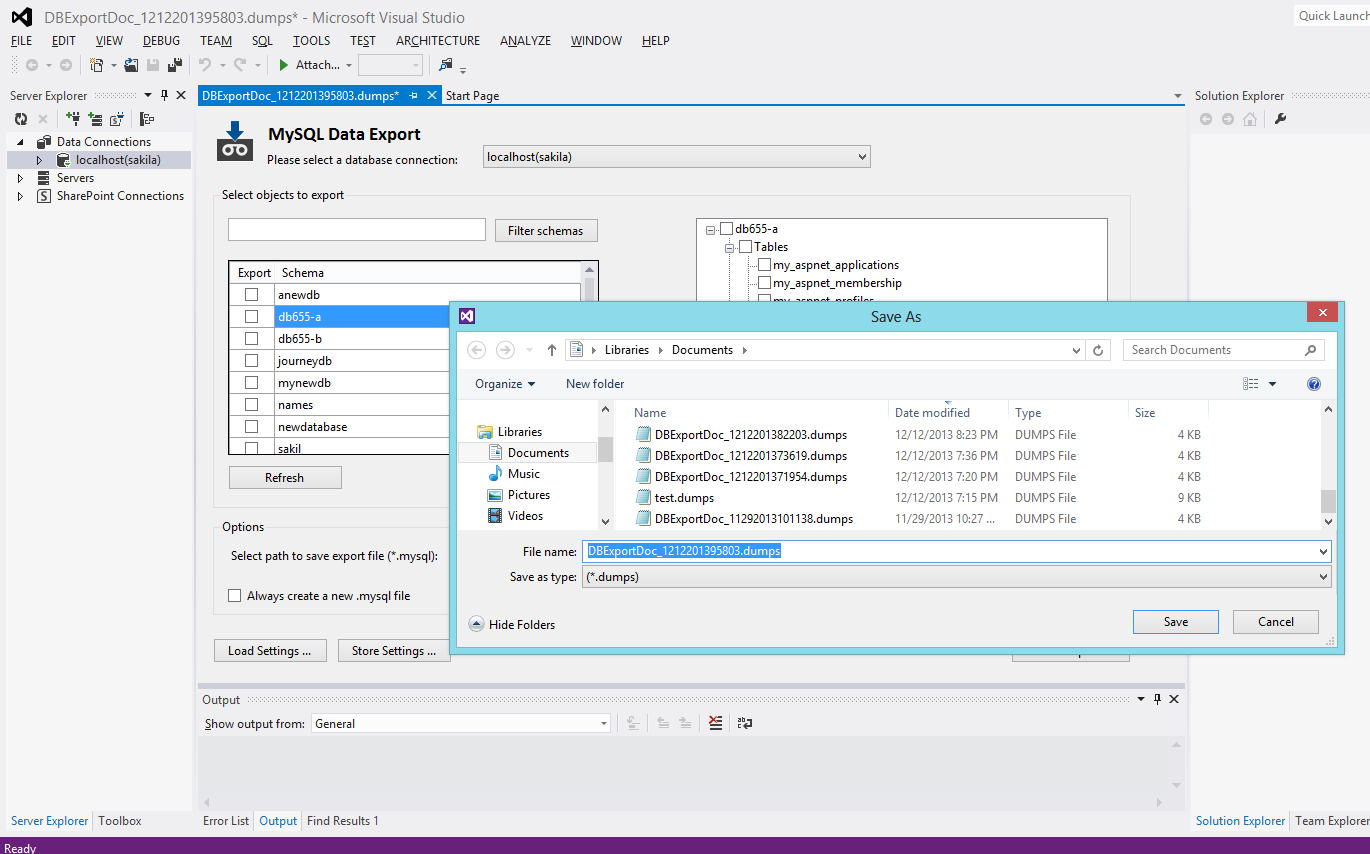 DBExportDoc_1212201395803.dumps* - Microsoft Visual Studio
Quick Launch
FILE EDIT VIEW DEBUG TEAM SQL TOOLS TEST ARCHITECTURE ANALYZE WINDOW HELP
Attach...
Server Explorer
DBExportDoc_1212201395803.dumps* Start Page
Solution Explorer
Data Connections
localhost(sakila)
Servers
SharePoint Connections
MySQL Data Export
Please select a database connection: localhost(sakila)
Select objects to export
Filter schemas
Export Schema
anewdb
db655-a
db655-b
journeydb
mynewdb
names
newdatabase
sakil
Refresh
db655-a
Tables
my_aspnet_applications
my_aspnet_membership
my_aspnet_profiles
Options
Select path to save export file (*.mysql):
Always create a new .mysql file
Load Settings ... Store Settings ...
Save As
Libraries Documents
Search Documents
Organize New folder
Libraries
Documents
Music
Pictures
Videos
Name Date modified Type Size
DBExportDoc_1212201382203.dumps 12/12/2013 8:23 PM DUMPS File 4 KB
DBExportDoc_1212201373619.dumps 12/12/2013 7:36 PM DUMPS File 4 KB
DBExportDoc_1212201371954.dumps 12/12/2013 7:20 PM DUMPS File 4 KB
test.dumps 12/12/2013 7:15 PM DUMPS File 9 KB
DBExportDoc_11292013101138.dumps 11/29/2013 10:27 ... DUMPS File 4 KB
File name: DBExportDoc_1212201395803.dumps
Save as type: (*.dumps)
Hide Folders
Save Cancel
Output
Show output from: General
Server Explorer Toolbox
Error List Output Find Results 1
Solution Explorer Team Explorer
Ready